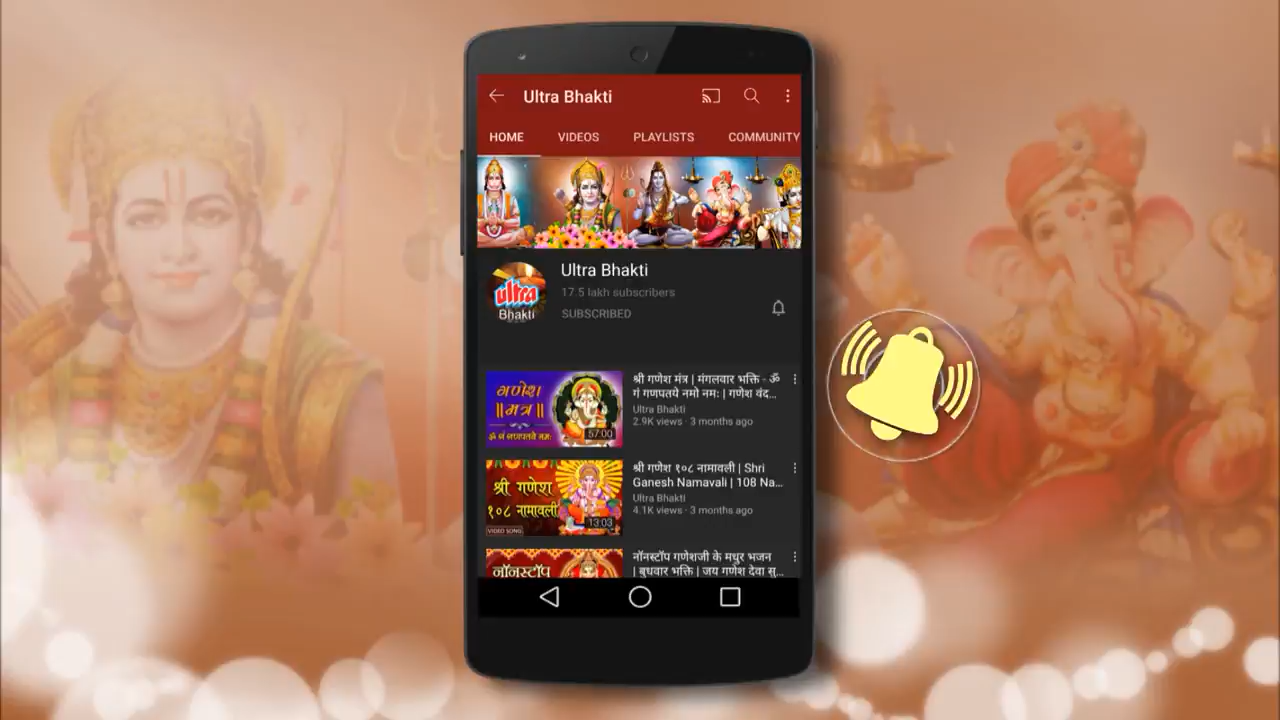 Ultra Bhakti
HOME VIDEOS PLAYLISTS COMMUNITY
Ultra Bhakti
17.5 lakh subscribers
SUBSCRIBED
ultra
Bhakti
गणेश
॥मंत्र॥
ॐ गं गणपतये नमः
57:00
श्री गणेश मंत्र | मंगलवार भक्ति - ॐ
गं गणपतये नमो नमः | गणेश वंद...
Ultra Bhakti
2.9K views · 3 months ago
श्री गणेश
१०८ नामावली
VIDEO SONG
13:03
श्री गणेश १०८ नामावली | Shri
Ganesh Namavali | 108 Na...
Ultra Bhakti
4.1K views · 3 months ago
नॉनस्टॉप
नॉनस्टॉप गणेशजी के मधुर भजन
| बुधवार भक्ति | जय गणेश देवा सु...